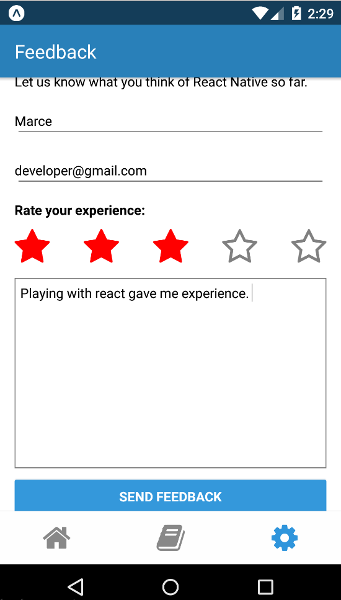 2:29
Feedback
Let us know what you think of React Native so far.
Marce
developer@gmail.com
Rate your experience:
Playing with react gave me experience.
SEND FEEDBACK